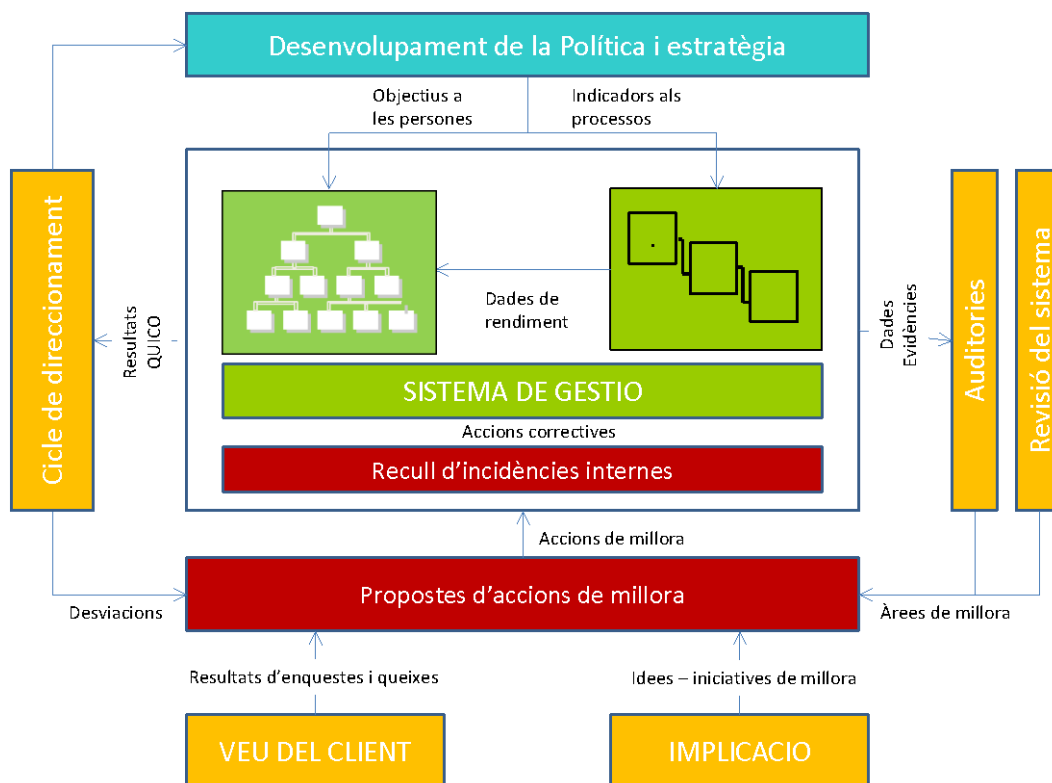 Desenvolupament de la Política i estratègia
Objectius a
les persones
Indicadors als
processos
Cicle de direccionament
Resultats
QUICO
Dades de
rendiment
Dades
Evidències
Auditories
Revisió del sistema
SISTEMA DE GESTIO
Accions correctives
Recull d’incidències internes
Accions de millora
Propostes d’accions de millora
Desviacions
Àrees de millora
Resultats d’enquestes i queixes
Idees – iniciatives de millora
VEU DEL CLIENT
IMPLICACIO